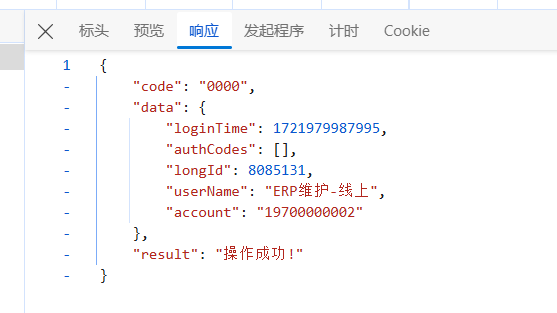 标头 预览 响应 发起程序 计时 Cookie
1 {
- "code": "0000",
- "data": {
- "loginTime": 1721979987995,
- "authCodes": [],
- "longId": 8085131,
- "userName": "ERP维护-线上",
- "account": "19700000002"
- },
- "result": "操作成功!"
- }